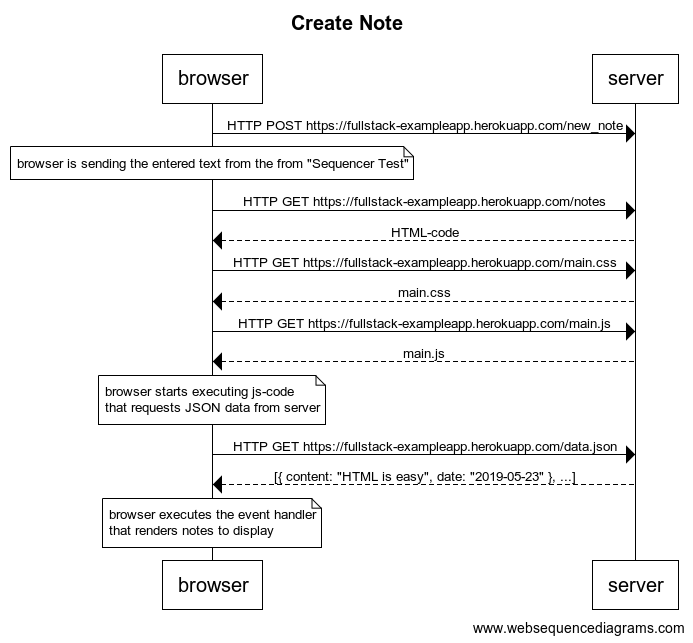 Create Note
browser
server
HTTP POST https://fullstack-exampleapp.herokuapp.com/new_note
browser is sending the entered text from the from "Sequencer Test"
HTTP GET https://fullstack-exampleapp.herokuapp.com/notes
HTML-code
HTTP GET https://fullstack-exampleapp.herokuapp.com/main.css
main.css
HTTP GET https://fullstack-exampleapp.herokuapp.com/main.js
main.js
browser starts executing js-code
that requests JSON data from server
HTTP GET https://fullstack-exampleapp.herokuapp.com/data.json
[{ content: "HTML is easy", date: "2019-05-23" }, ...]
browser executes the event handler
that renders notes to display
browser
server
www.websequencediagrams.com